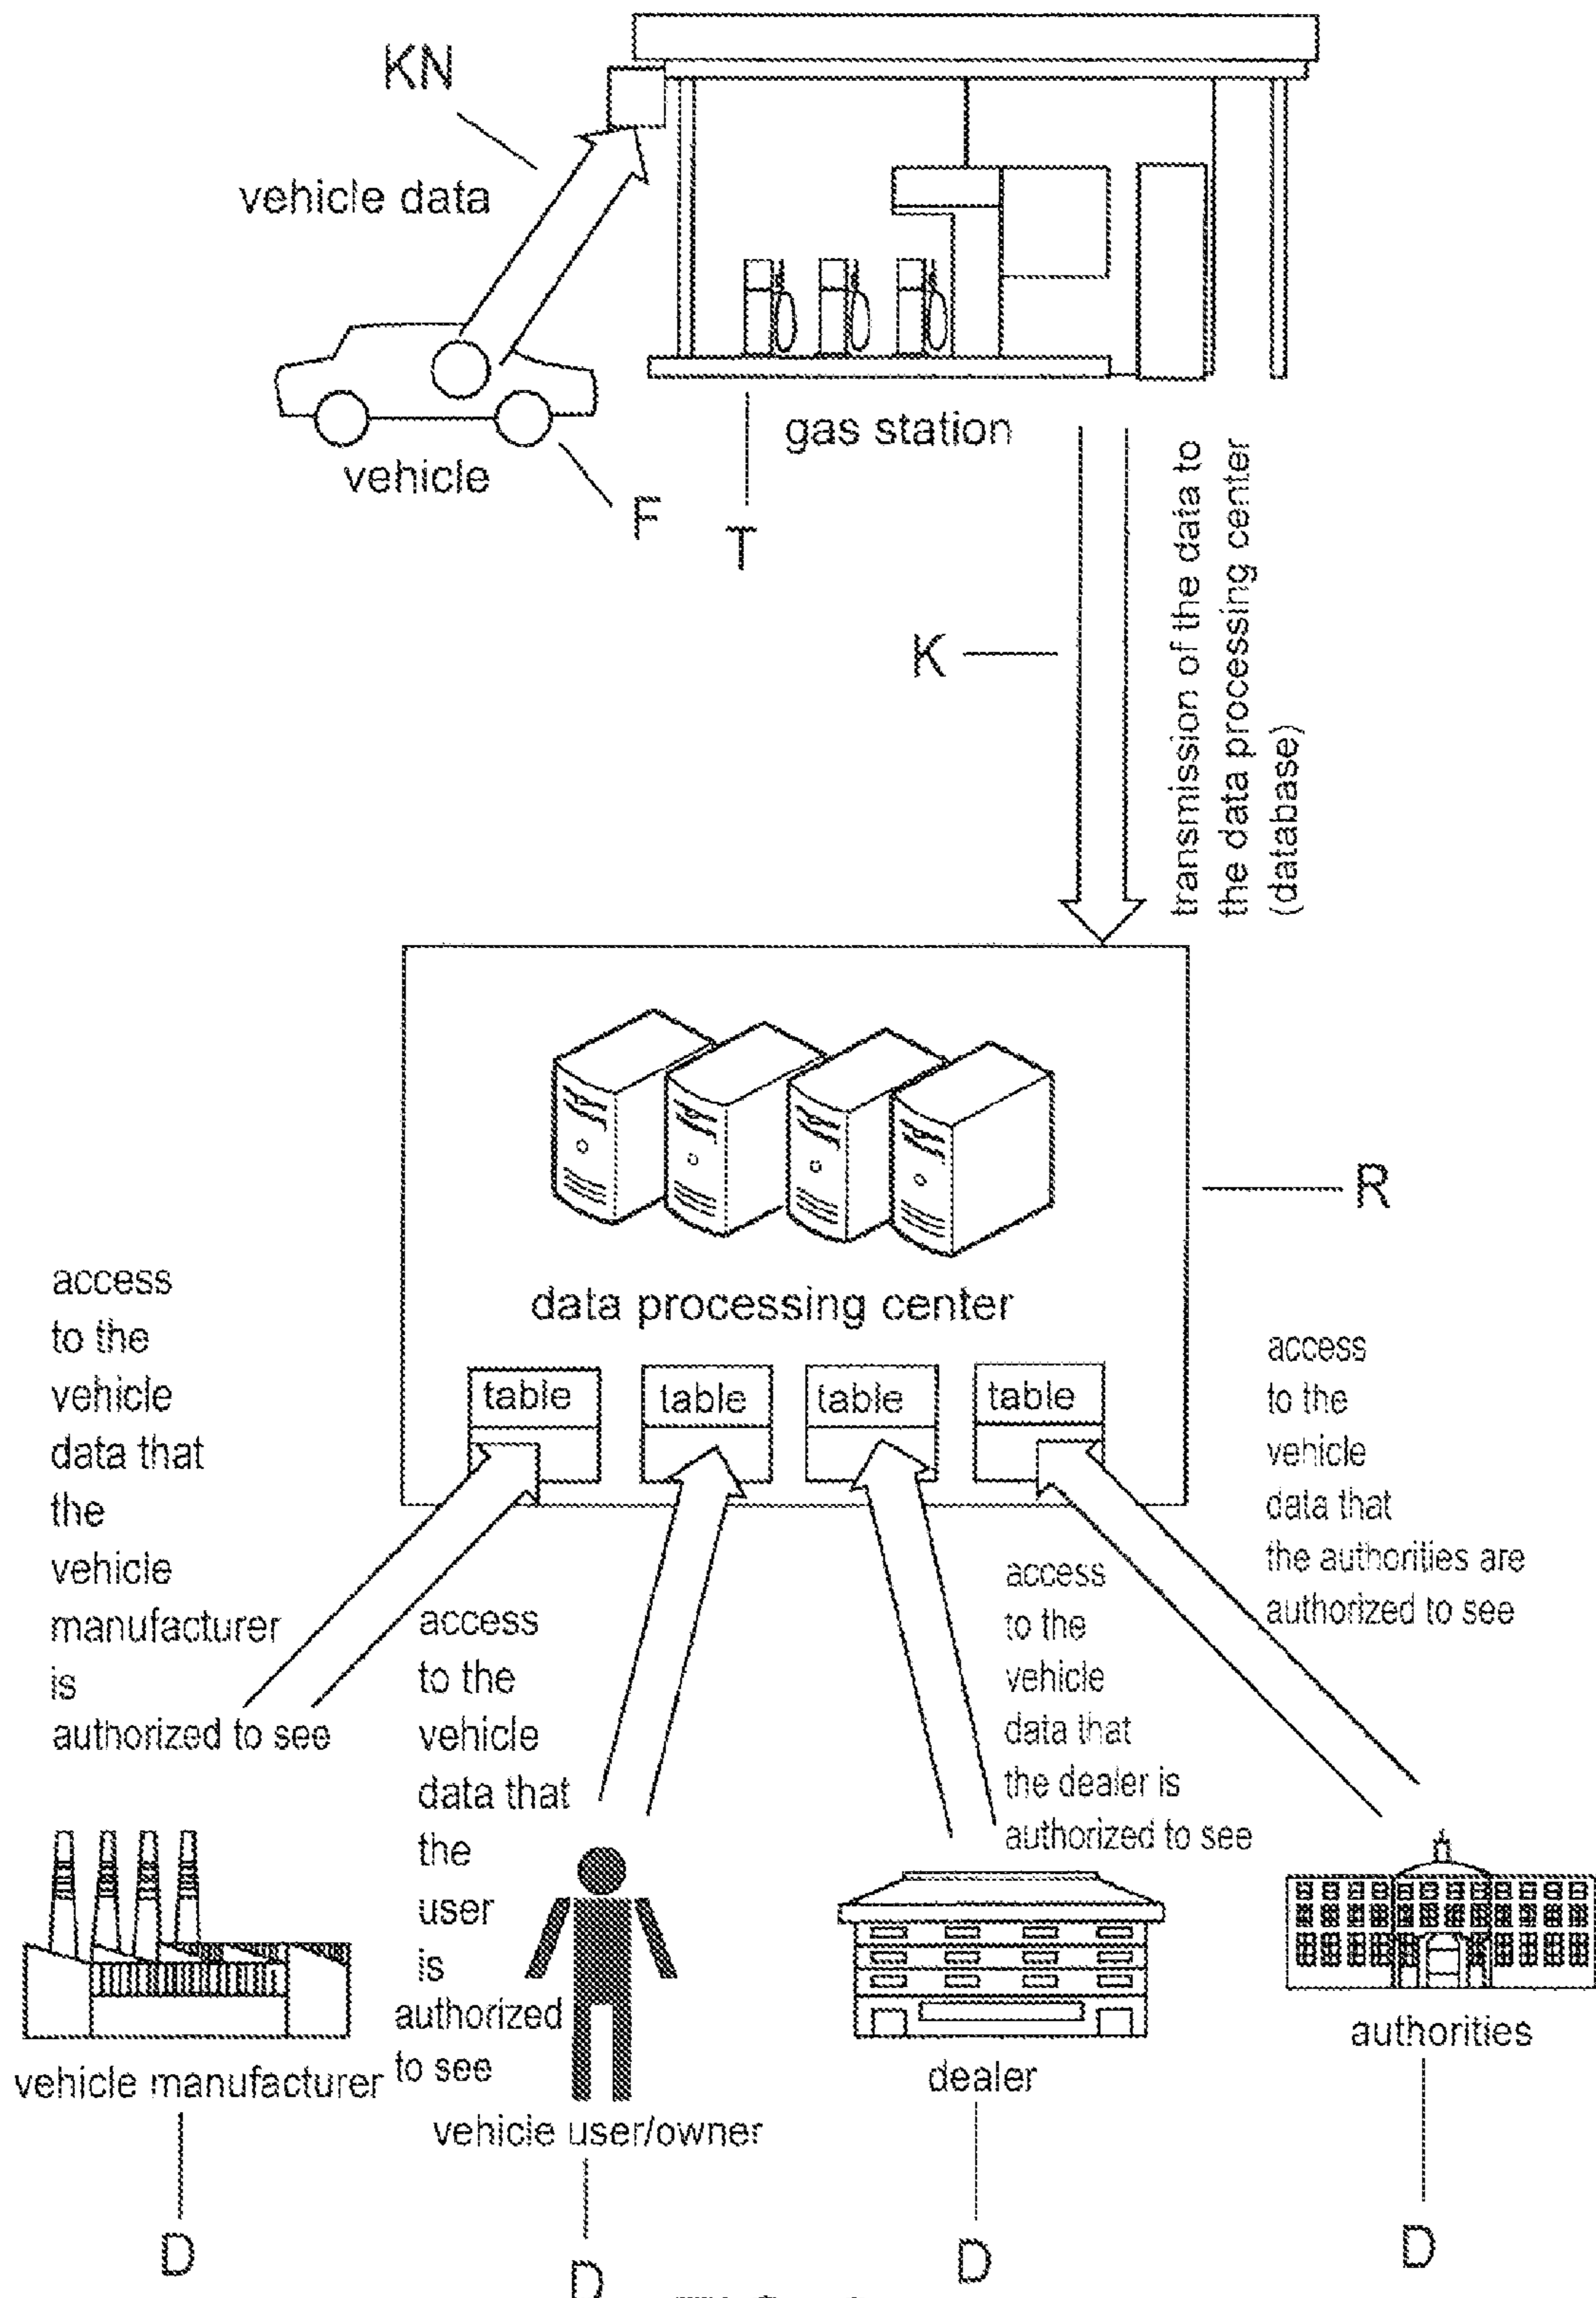 KN
vehicle data
vehicle
F
T
gas station
K
transmission of the data to
the data processing center
(database)
data processing center
R
table
table
table
table
access
to the
vehicle
data that
the
vehicle
manufacturer
is
authorized to see
access
to the
vehicle
data that
the
user
is
authorized
to see
access
to the
vehicle
data that
the dealer is
authorized to see
access
to the
vehicle
data that
the authorities are
authorized to see
vehicle manufacturer
vehicle user/owner
dealer
authorities
D
D
D
D